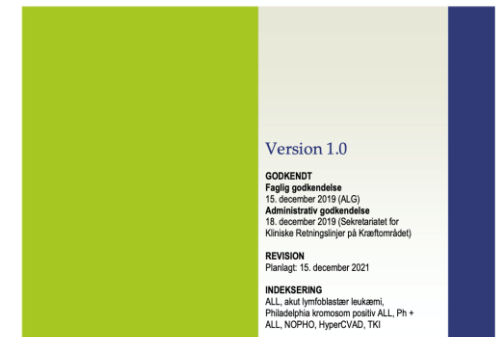 Version 1.0
GODKENDT
Faglig godkendelse
15. december 2019 (ALG)
Administrativ godkendelse
18. december 2019 (Sekretariatet for
Kliniske Retningslinjer på Kræftområdet)
REVISION
Planlagt: 15. december 2021
INDEKSERING
ALL, akut lymfoblastær leukæmi,
Philadelphia kromosom positiv ALL, Ph +
ALL, NOPHO, HyperCVAD, TKI